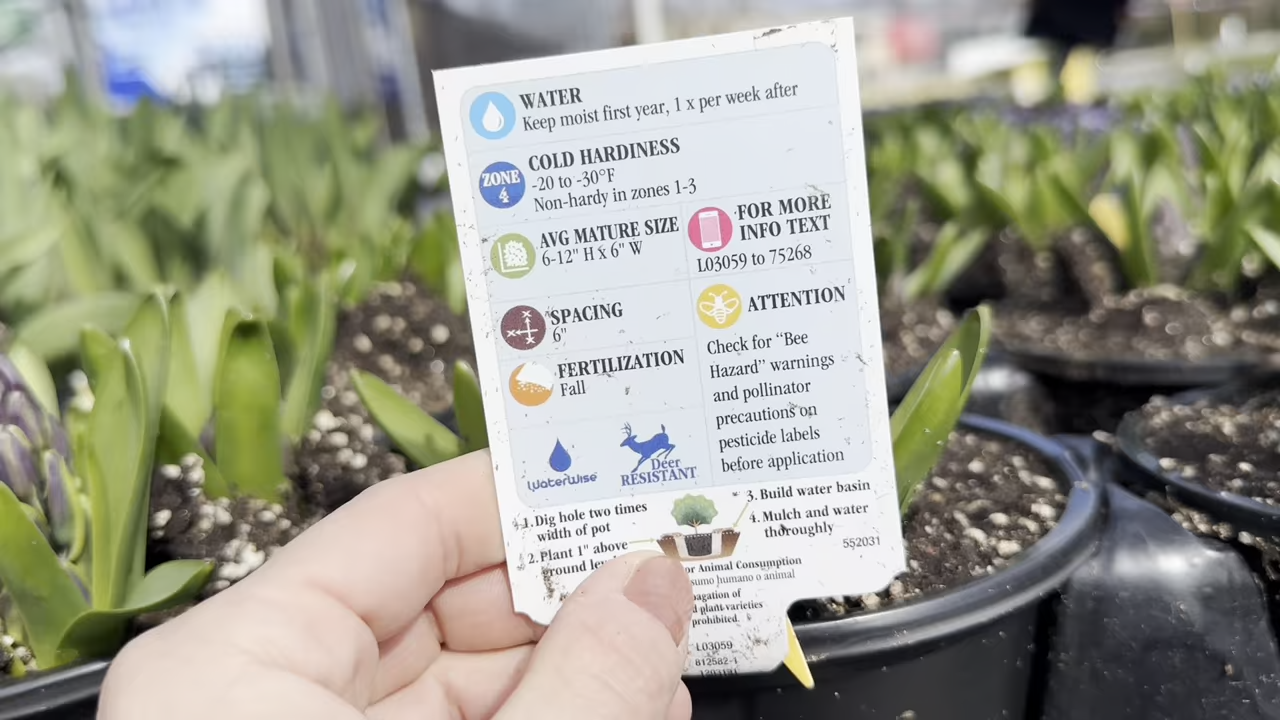 WATER
Keep moist first year, 1 x per week after
ZONE
4
COLD HARDINESS
-20 to -30°F
Non-hardy in zones 1-3
AVG MATURE SIZE
6-12" H x 6" W
FOR MORE
INFO TEXT
L03059 to 75268
SPACING
6"
FERTILIZATION
Fall
ATTENTION
Check for “Bee
Hazard” warnings
and pollinator
precautions on
pesticide labels
before application
WaterWise
Deer
RESISTANT
1. Dig hole two times
width of pot
2. Plant 1" above
3. Build water basin
4. Mulch and water
thoroughly
552031
Animal Consumption
humano o animal
plant varieties
prohibited.
L03059
812582-1